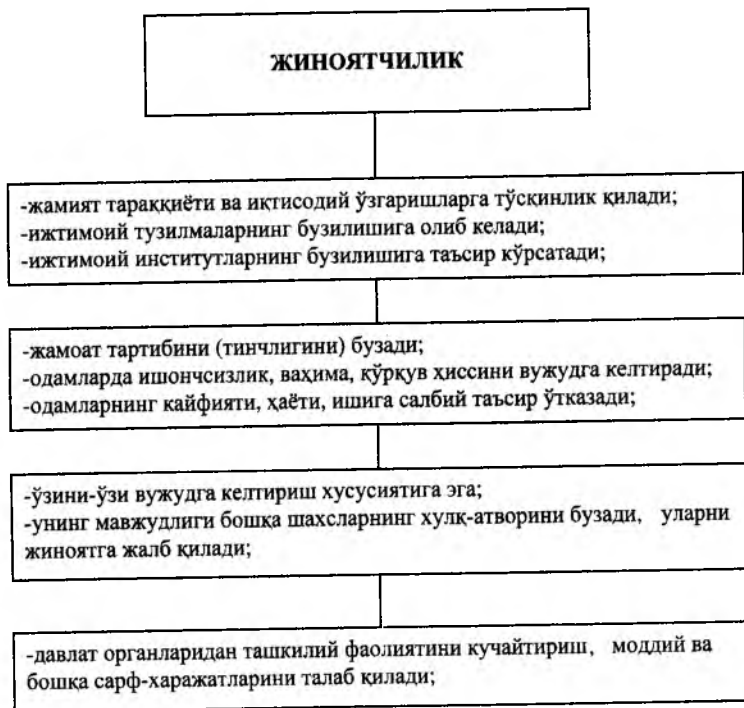 ЖИНОЯТЧИЛИК
-жамият тараққиёти ва иқтисодий ўзгаришларга тўсқинлик қилади;
-ижтимоий тузилмаларнинг бузилишига олиб келади;
-ижтимоий институтларнинг бузилишига таъсир кўрсатади;
-жамоат тартибини (тинчлигини) бузади;
-одамларда ишончсизлик, ваҳима, қўрқув ҳиссини вужудга келтиради;
-одамларнинг кайфияти, ҳаёти, ишига салбий таъсир ўтказади;
-ўзини-ўзи вужудга келтириш хусусиятига эга;
-унинг мавжудлиги бошқа шахсларнинг хулқ-атворини бузади, уларни
жиноятга жалб қилади;
-давлат органларидан ташкилий фаолиятини кучайтириш, моддий ва
бошқа сарф-харажатларини талаб қилади;